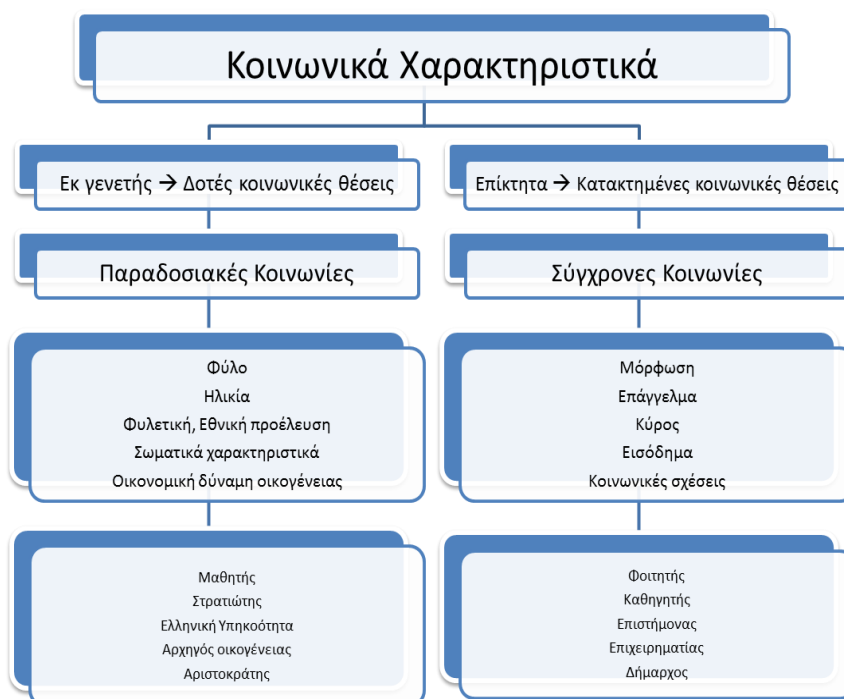 Κοινωνικά Χαρακτηριστικά
Εκ γενετής → Δοτές κοινωνικές θέσεις
Επίκτητα → Κατακτημένες κοινωνικές θέσεις
Παραδοσιακές Κοινωνίες
Σύγχρονες Κοινωνίες
Φύλο
Ηλικία
Φυλετική, Εθνική προέλευση
Σωματικά χαρακτηριστικά
Οικονομική δύναμη οικογένειας
Μόρφωση
Επάγγελμα
Κύρος
Εισόδημα
Κοινωνικές σχέσεις
Μαθητής
Στρατιώτης
Ελληνική Υπηκοότητα
Αρχηγός οικογένειας
Αριστοκράτης
Φοιτητής
Καθηγητής
Επιστήμονας
Επιχειρηματίας
Δήμαρχος